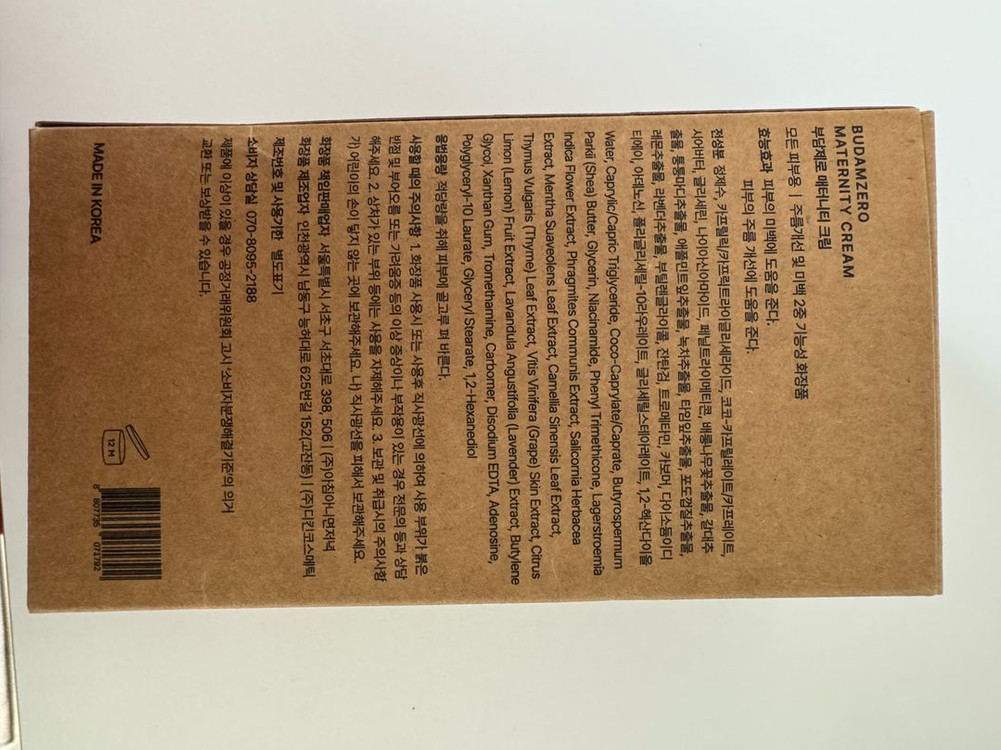 BUDAMZERO
MATERNITY CREAM
부담제로 매터니티 크림
모든 피부용 | 주름개선 및 미백 2중 기능성 화장품
효능효과 피부의 미백에 도움을 준다.
피부의 주름 개선에 도움을 준다.
전성분 정제수, 카프릴릭/카프릭트라이글리세라이드, 코코-카프릴레이트/카프레이트,
시어버터, 글리세린, 나이아신아마이드, 페닐트라이메티콘, 배롱나무꽃추출물, 갈대추
출물, 퉁퉁마디추출물, 애플민트잎추출물, 녹차추출물, 타임잎추출물, 포도껍질추출물,
레몬추출물, 라벤더추출물, 부틸렌글라이콜, 잔탄검, 트로메타민, 카보머, 다이소듐이디
티에이, 아데노신, 폴리글리세릴-10라우레이트, 글리세릴스테아레이트, 1,2-헥산다이올
Water, Caprylic/Capric Triglyceride, Coco-Caprylate/Caprate, Butyrospermum
Parkii (Shea) Butter, Glycerin, Niacinamide, Phenyl Trimethicone, Lagerstroemia
Indica Flower Extract, Phragmites Communis Extract, Salicornia Herbacea
Extract, Mentha Suaveolens Leaf Extract, Camellia Sinensis Leaf Extract,
Thymus Vulgaris (Thyme) Leaf Extract, Vitis Vinifera (Grape) Skin Extract, Citrus
Limon (Lemon) Fruit Extract, Lavandula Angustifolia (Lavender) Extract, Butylene
Glycol, Xanthan Gum, Tromethamine, Carbomer, Disodium EDTA, Adenosine,
Polyglyceryl-10 Laurate, Glyceryl Stearate, 1,2-Hexanediol
용법용량 적당량을 취해 피부에 골고루 펴 바른다.
사용할 때의 주의사항 1. 화장품 사용시 또는 사용후 직사광선에 의하여 사용 부위가 붉은
반점 및 부어오름 또는 가려움증 등의 이상 증상이나 부작용이 있는 경우 전문의 등과 상담
해주세요. 2. 상처가 있는 부위 등에는 사용을 자제해주세요. 3. 보관 및 취급시의 주의사항
가) 어린이의 손이 닿지 않는 곳에 보관해주세요. 나) 직사광선을 피해서 보관해주세요.
화장품 책임판매업자 서울특별시 서초구 서초대로 398, 506 | (주)아침아니면저녁
화장품 제조업자 인천광역시 남동구 능허대로 625번길 152(고잔동) | (주)디킨코스메틱
제조번호 및 사용기한 별도표기
소비자 상담실 070-8095-2188
제품에 이상이 있을 경우 공정거래위원회 고시 '소비자분쟁해결기준'의 의거
교환 또는 보상받을 수 있습니다.
12 M
MADE IN KOREA
8 807736 071792